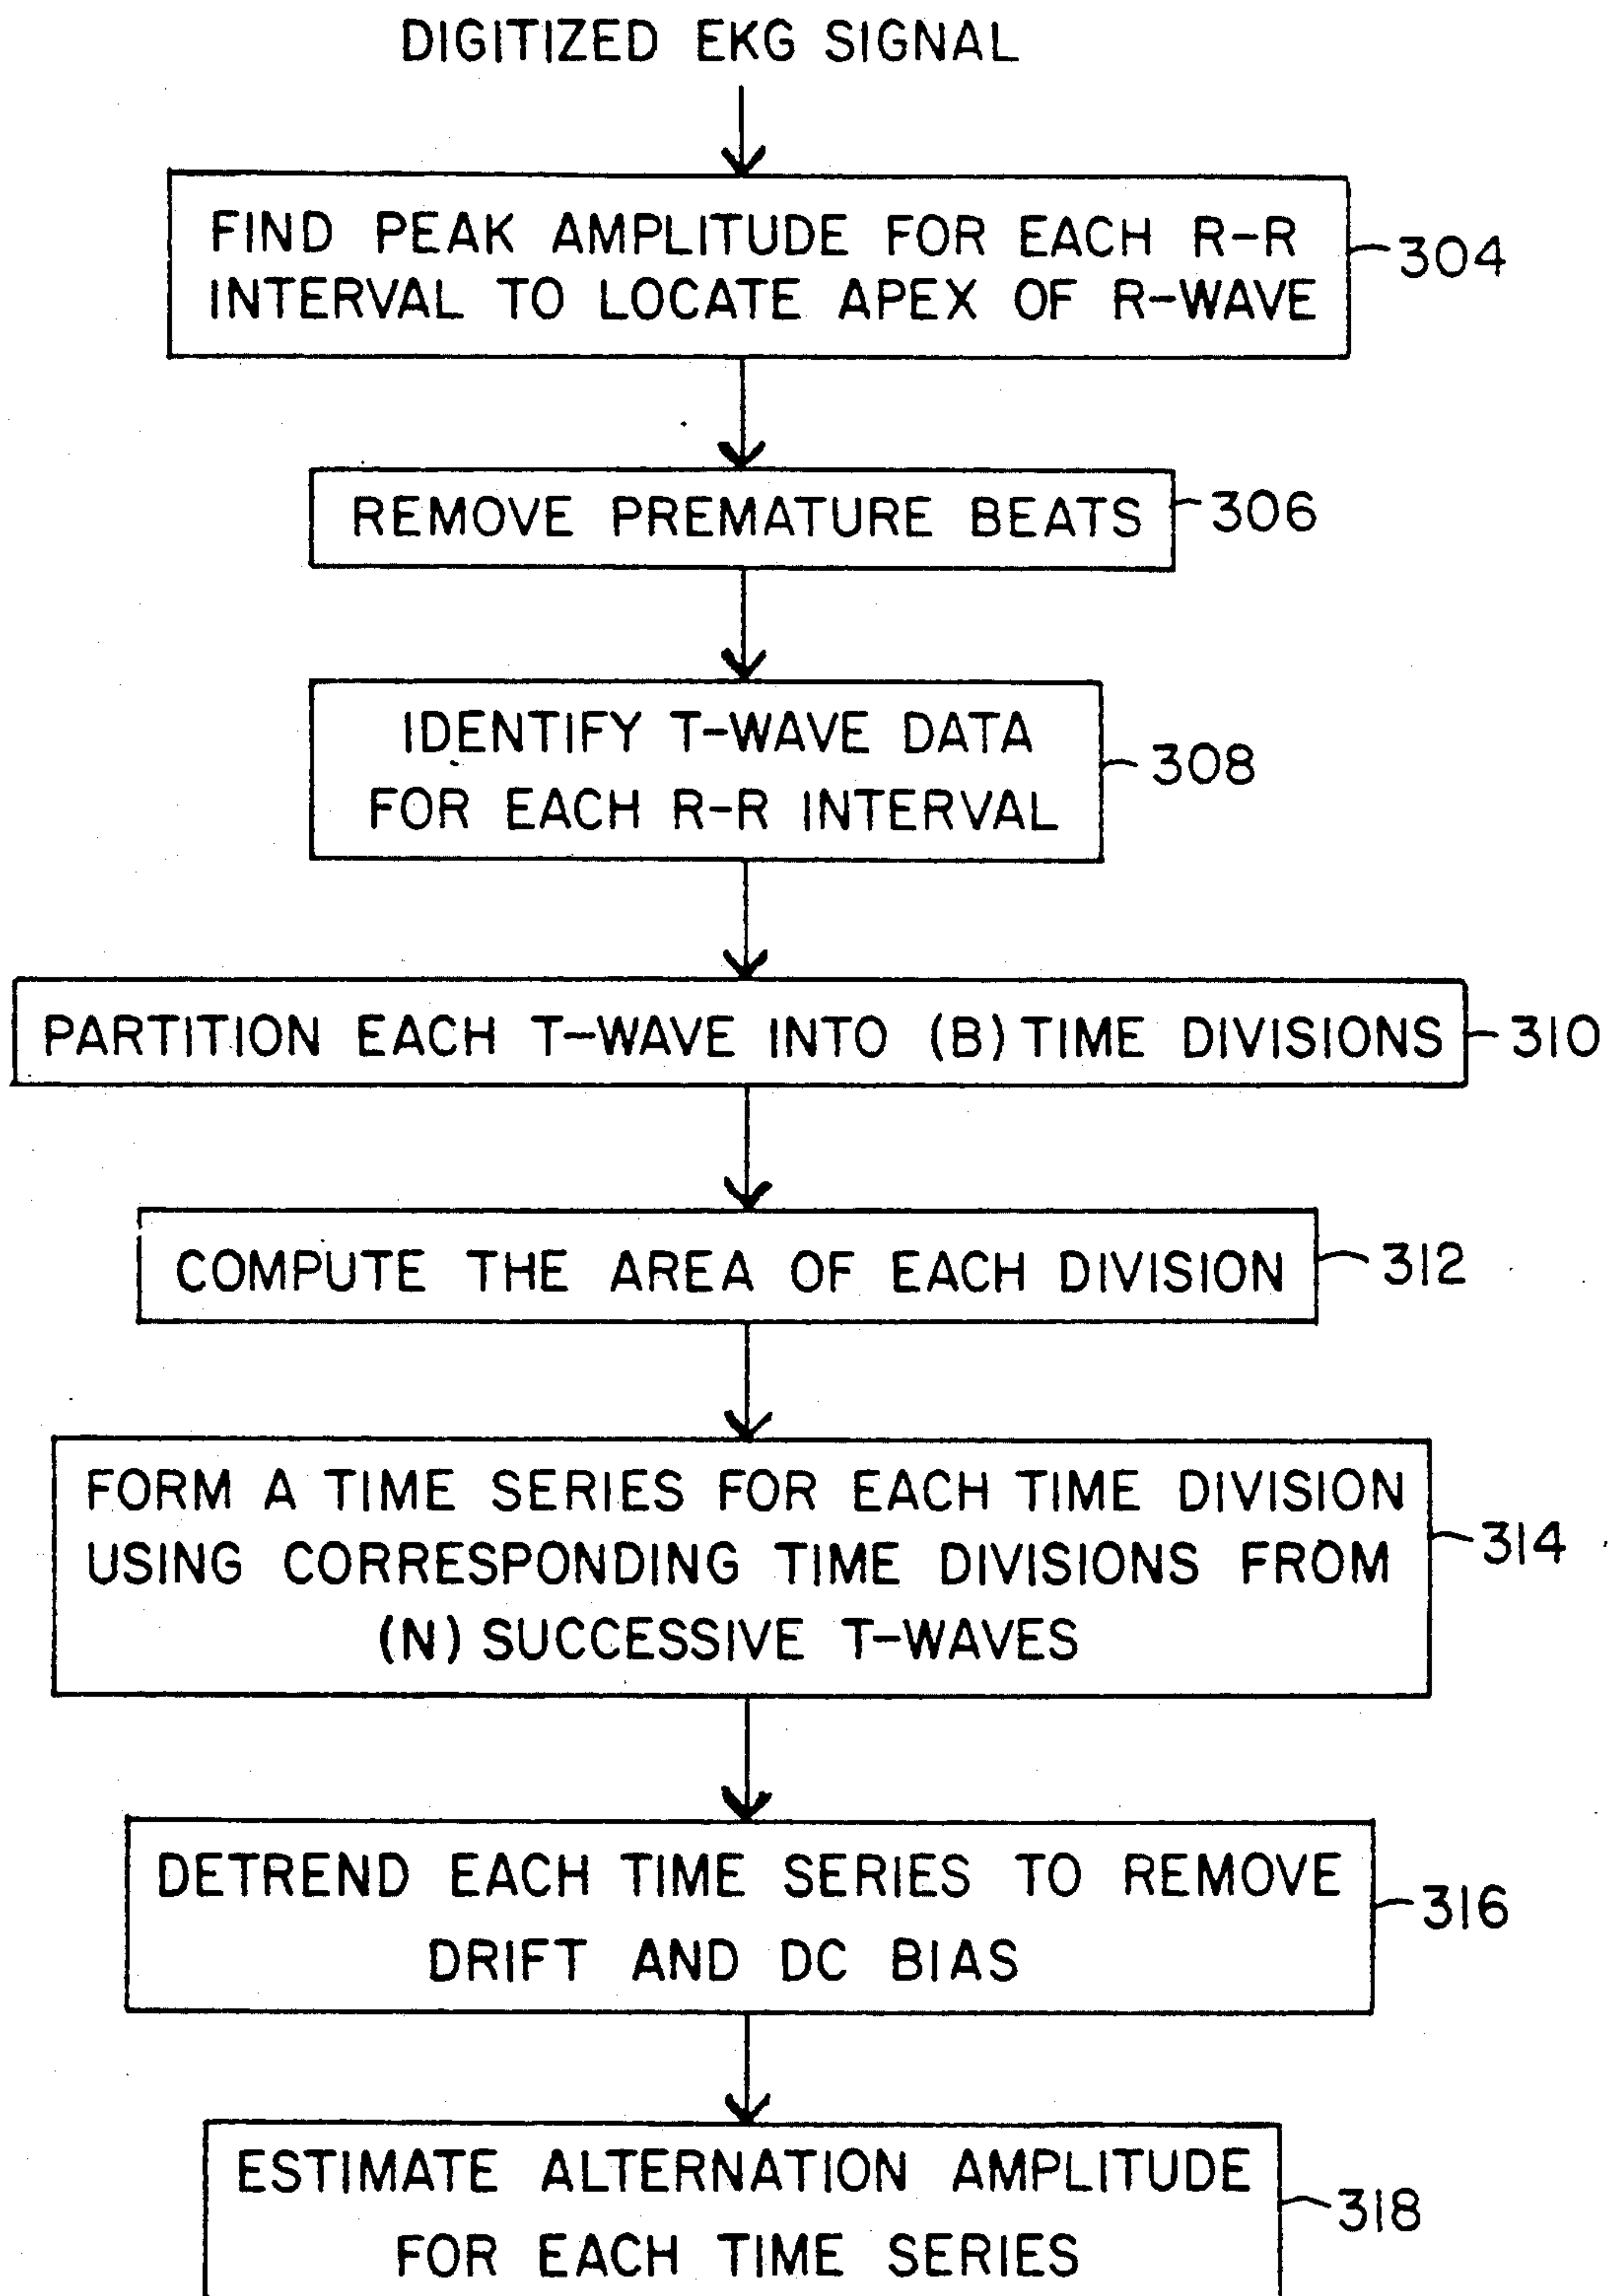 DIGITIZED EKG SIGNAL
FIND PEAK AMPLITUDE FOR EACH R-R
INTERVAL TO LOCATE APEX OF R-WAVE
304
REMOVE PREMATURE BEATS
306
IDENTIFY T-WAVE DATA
FOR EACH R-R INTERVAL
308
PARTITION EACH T-WAVE INTO (B) TIME DIVISIONS
310
COMPUTE THE AREA OF EACH DIVISION
312
FORM A TIME SERIES FOR EACH TIME DIVISION
USING CORRESPONDING TIME DIVISIONS FROM
(N) SUCCESSIVE T-WAVES
314
DETREND EACH TIME SERIES TO REMOVE
DRIFT AND DC BIAS
316
ESTIMATE ALTERNATION AMPLITUDE
FOR EACH TIME SERIES
318